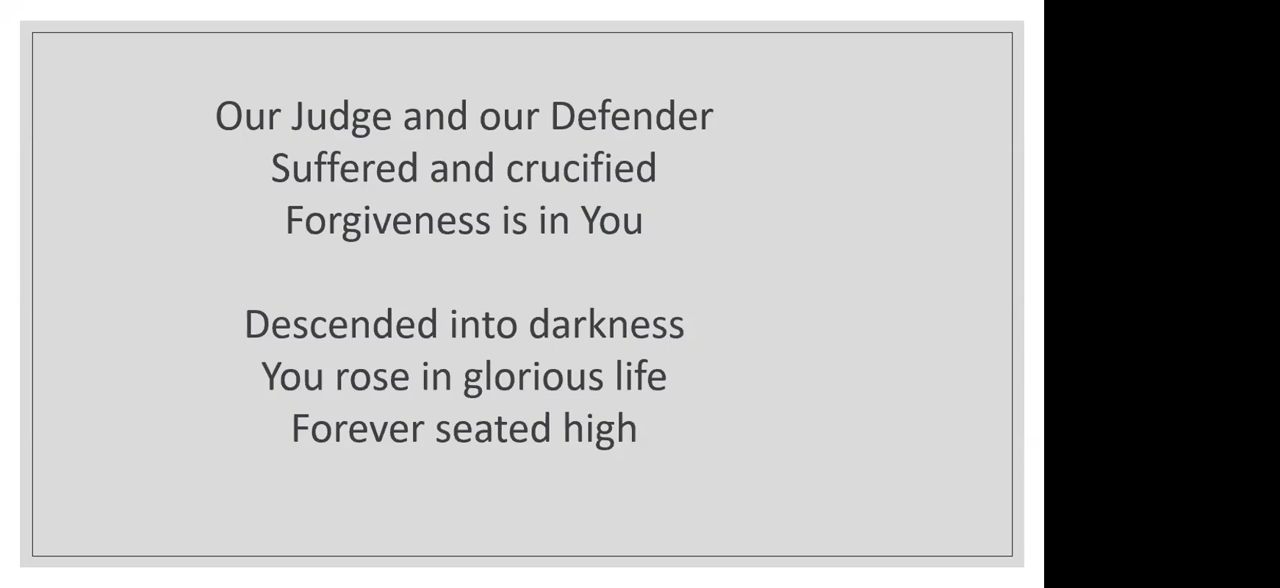 Our Judge and our Defender
Suffered and crucified
Forgiveness is in You
Descended into darkness
You rose in glorious life
Forever seated high